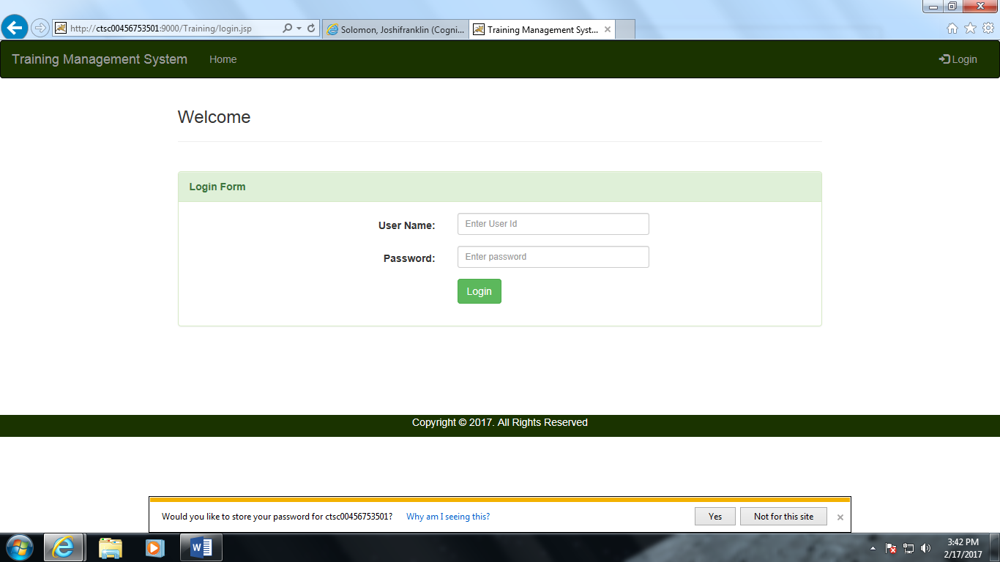 http://ctsc00456753501:9000/Training/login.jsp
Solomon, Joshifranklin (Cogni...
Training Management Syst...
Training Management System
Home
Login
Welcome
Login Form
User Name:
Enter User Id
Password:
Enter password
Login
Copyright © 2017. All Rights Reserved
Would you like to store your password for ctsc00456753501?
Why am I seeing this?
Yes
Not for this site
3:42 PM
2/17/2017